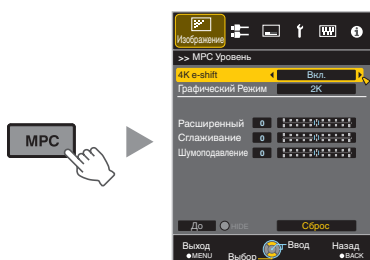 Изображение
>> MPC Уровень
4K e-shift Вкл.
Графический Режим 2K
Расширенный 0
MPC
Сглаживание 0
Шумоподавление 0
До HIDE Сброс
Выход Ввод Назад
MENU Выбор BACK